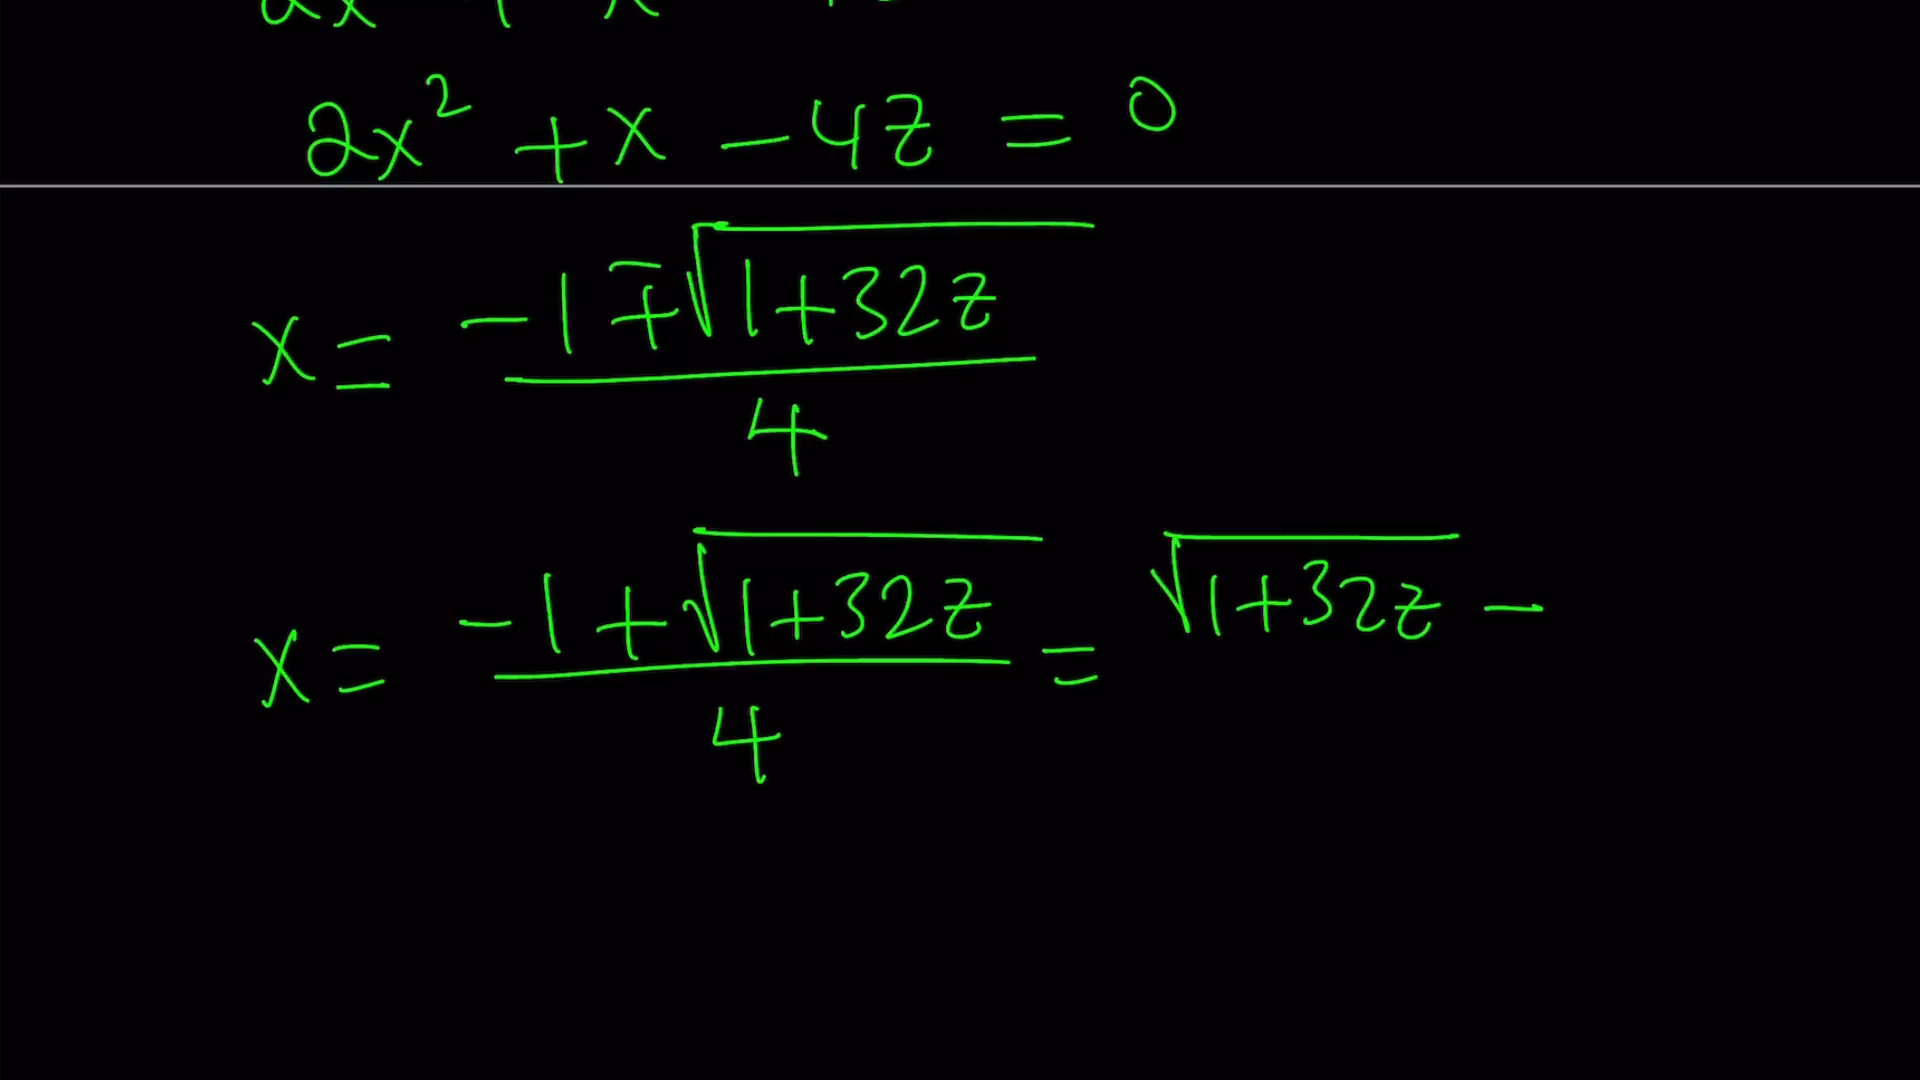 2x² + x - 4z = 0
x = (-1 ∓ √(1+32z)) / 4
x = (-1 + √(1+32z)) / 4 = √(1+32z) -